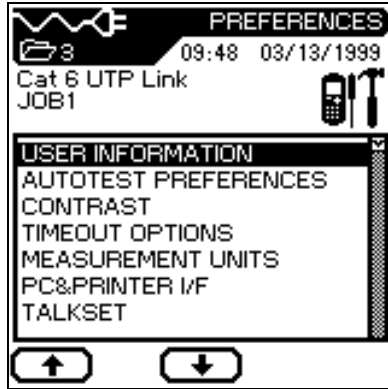 PREFERENCES
3 09:48 03/13/1999
Cat 6 UTP Link
JOB1
USER INFORMATION
AUTOTEST PREFERENCES
CONTRAST
TIMEOUT OPTIONS
MEASUREMENT UNITS
PC&PRINTER I/F
TALKSET